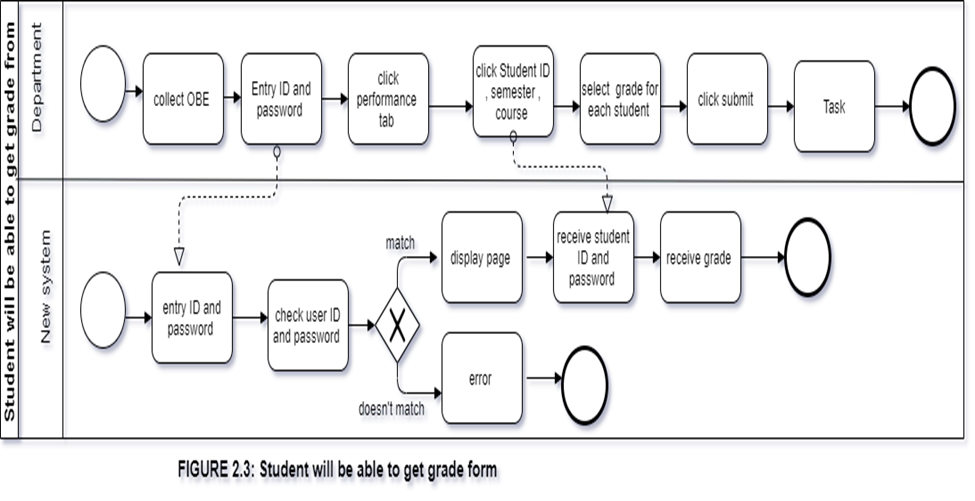 Student will be able to get grade from
Department
collect OBE
Entry ID and
password
click
performance
tab
click Student ID
, semester ,
course
select grade for
each student
click submit
Task
New system
entry ID and
password
check user ID
and password
match
doesn't match
display page
receive student
ID and
password
receive grade
error
FIGURE 2.3: Student will be able to get grade form